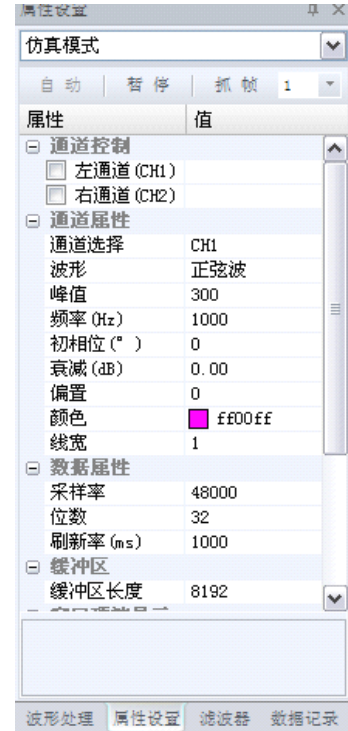 属性设置
仿真模式
自动 暂停 抓帧 1
属性 值
通道控制
左通道(CH1)
右通道(CH2)
通道属性
通道选择 CH1
波形 正弦波
峰值 300
频率(Hz) 1000
初相位(°) 0
衰减(dB) 0.00
偏置 0
颜色 ff00ff
线宽 1
数据属性
采样率 48000
位数 32
刷新率(ms) 1000
缓冲区
缓冲区长度 8192
波形处理 属性设置 滤波器 数据记录